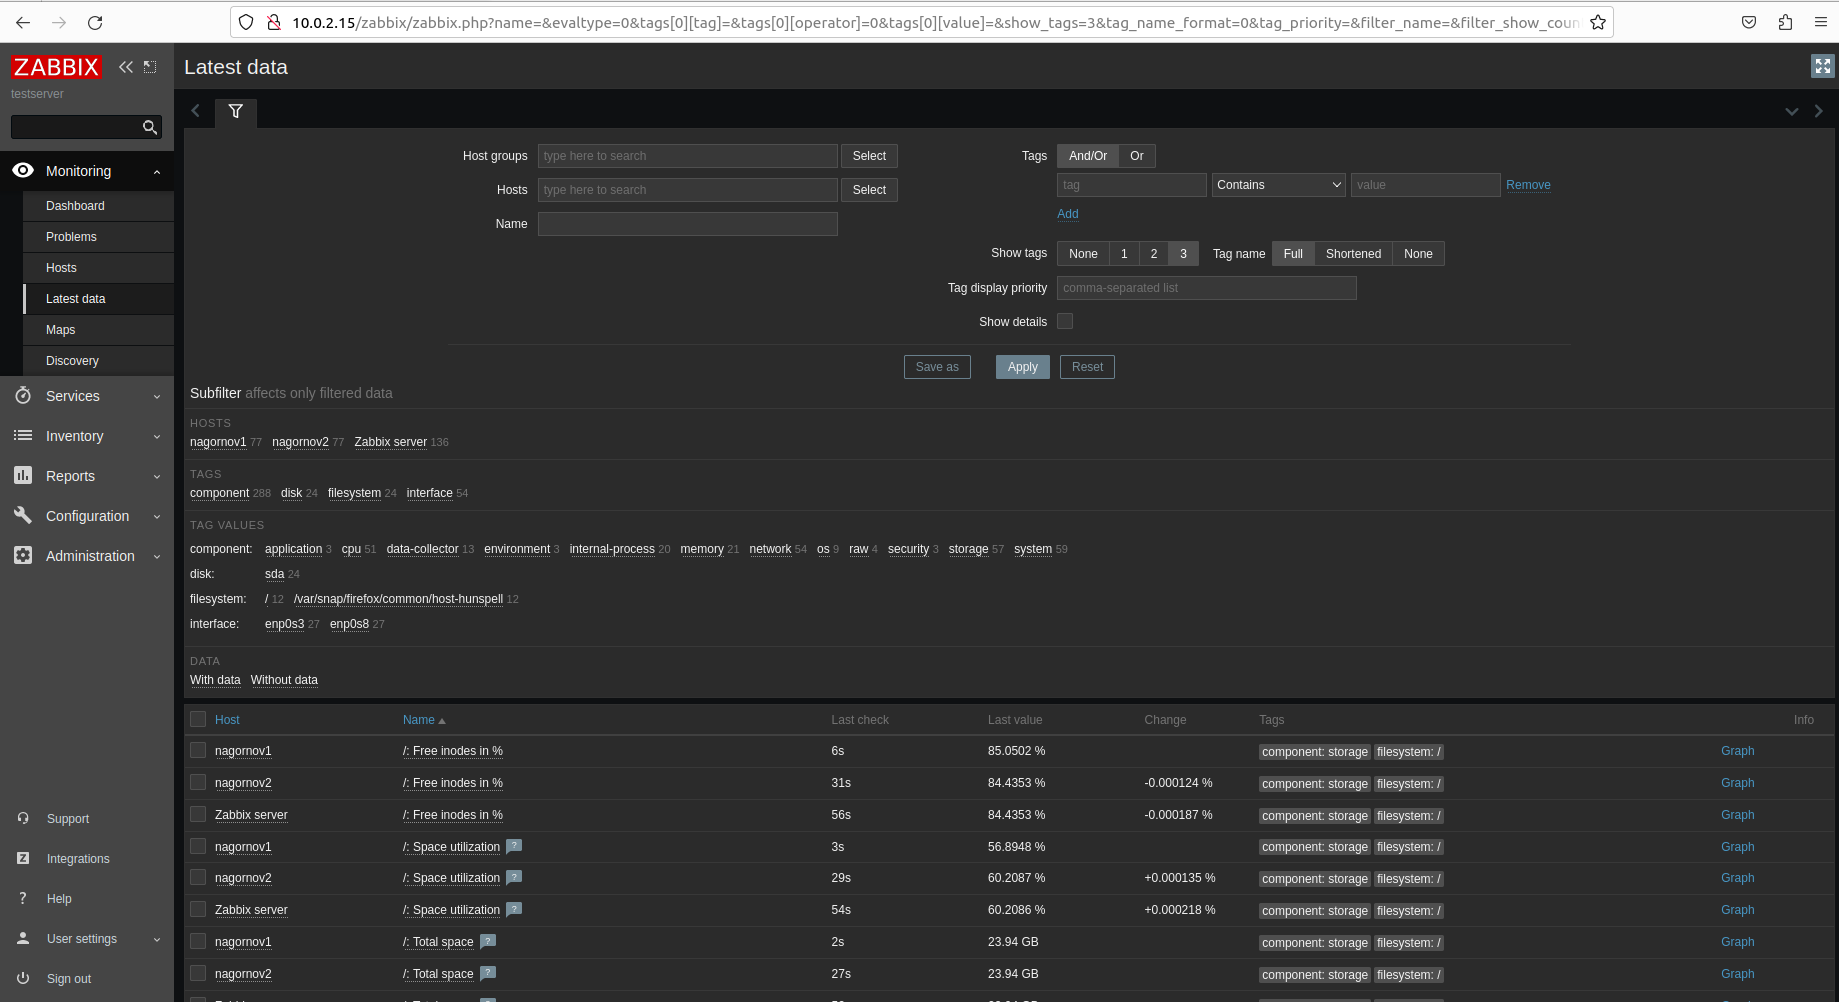 10.0.2.15/zabbix/zabbix.php?name=&evaltype=0&tags[0][tag]=&tags[0][operator]=0&tags[0][value]=&show_tags=3&tag_name_format=0&tag_priority=&filter_name=&filter_show_coun
ZABBIX
testserver
Monitoring
Dashboard
Problems
Hosts
Latest data
Maps
Discovery
Services
Inventory
Reports
Configuration
Administration
Support
Integrations
Help
User settings
Sign out
Latest data
Host groups type here to search Select
Hosts type here to search Select
Name
Tags And/Or Or
tag Contains value Remove
Add
Show tags None 1 2 3 Tag name Full Shortened None
Tag display priority comma-separated list
Show details
Save as Apply Reset
Subfilter affects only filtered data
HOSTS
nagornov1 77 nagornov2 77 Zabbix server 136
TAGS
component 288 disk 24 filesystem 24 interface 54
TAG VALUES
component: application 3 cpu 51 data-collector 13 environment 3 internal-process 20 memory 21 network 54 os 9 raw 4 security 3 storage 57 system 59
disk: sda 24
filesystem: / 12 /var/snap/firefox/common/host-hunspell 12
interface: enp0s3 27 enp0s8 27
DATA
With data Without data
Host Name Last check Last value Change Tags Info
nagornov1 /: Free inodes in % 6s 85.0502 % component: storage filesystem: / Graph
nagornov2 /: Free inodes in % 31s 84.4353 % -0.000124 % component: storage filesystem: / Graph
Zabbix server /: Free inodes in % 56s 84.4353 % -0.000187 % component: storage filesystem: / Graph
nagornov1 /: Space utilization ? 3s 56.8948 % component: storage filesystem: / Graph
nagornov2 /: Space utilization ? 29s 60.2087 % +0.000135 % component: storage filesystem: / Graph
Zabbix server /: Space utilization ? 54s 60.2086 % +0.000218 % component: storage filesystem: / Graph
nagornov1 /: Total space ? 2s 23.94 GB component: storage filesystem: / Graph
nagornov2 /: Total space ? 27s 23.94 GB component: storage filesystem: / Graph